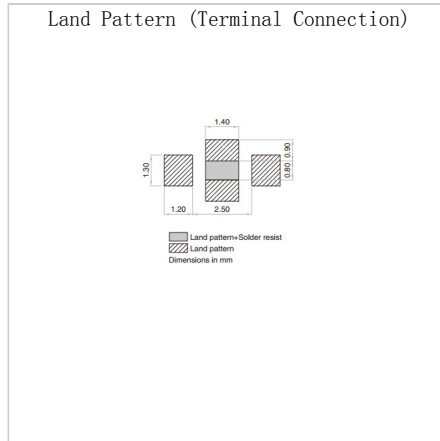 Land Pattern (Terminal Connection)
1.40
0.90
0.80
1.30
1.20
2.50
Land pattern+Solder resist
Land pattern
Dimensions in mm